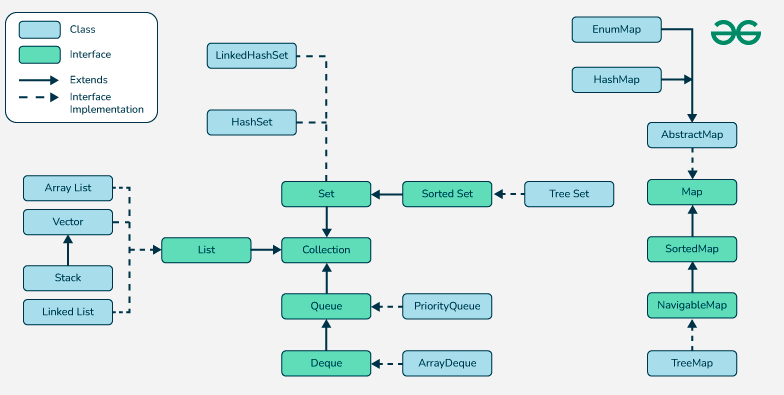 Class
Interface
Extends
Interface
Implementation
LinkedHashSet
HashSet
EnumMap
HashMap
AbstractMap
Array List
Set
Sorted Set
Tree Set
Map
Vector
List
Collection
SortedMap
Stack
Linked List
Queue
PriorityQueue
NavigableMap
Deque
ArrayDeque
TreeMap